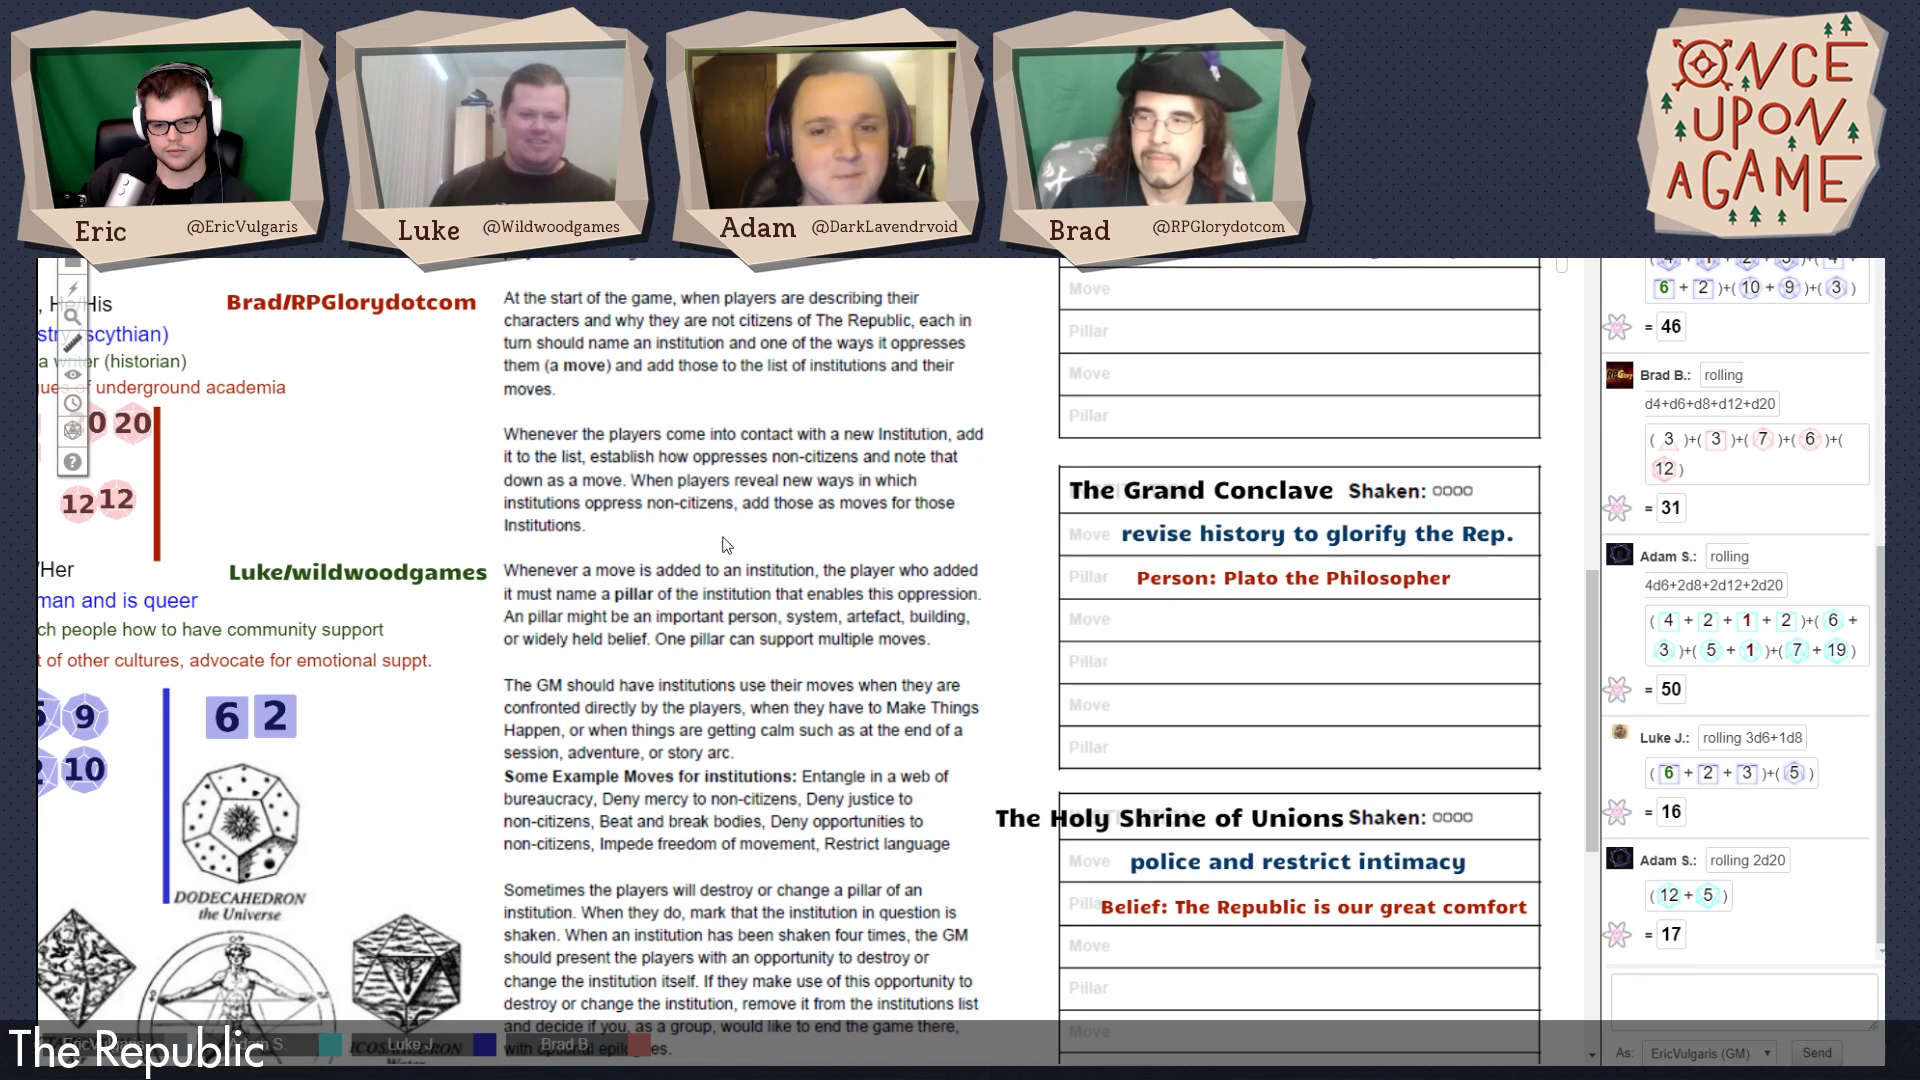 Eric @EricVulgaris
Luke @Wildwoodgames
Adam @DarkLavendrvoid
Brad @RPGlorydotcom
ONCE
UPON
A GAME
, He/His
Brad/RPGlorydotcom
stry scythian)
a writer (historian)
gues of underground academia
0 20
12 12
/Her
Luke/wildwoodgames
man and is queer
ch people how to have community support
t of other cultures, advocate for emotional suppt.
9
6 2
10
DODECAHEDRON
the Universe
At the start of the game, when players are describing their
characters and why they are not citizens of The Republic, each in
turn should name an institution and one of the ways it oppresses
them (a move) and add those to the list of institutions and their
moves.
Whenever the players come into contact with a new Institution, add
it to the list, establish how oppresses non-citizens and note that
down as a move. When players reveal new ways in which
institutions oppress non-citizens, add those as moves for those
Institutions.
Whenever a move is added to an institution, the player who added
it must name a pillar of the institution that enables this oppression.
An pillar might be an important person, system, artefact, building,
or widely held belief. One pillar can support multiple moves.
The GM should have institutions use their moves when they are
confronted directly by the players, when they have to Make Things
Happen, or when things are getting calm such as at the end of a
session, adventure, or story arc.
Some Example Moves for institutions: Entangle in a web of
bureaucracy, Deny mercy to non-citizens, Deny justice to
non-citizens, Beat and break bodies, Deny opportunities to
non-citizens, Impede freedom of movement, Restrict language
Sometimes the players will destroy or change a pillar of an
institution. When they do, mark that the institution in question is
shaken. When an institution has been shaken four times, the GM
should present the players with an opportunity to destroy or
change the institution itself. If they make use of this opportunity to
destroy or change the institution, remove it from the institutions list
and decide if you, as a group, would like to end the game there,
with optional epilogues.
Move
Pillar
Move
Pillar
The Grand Conclave Shaken: oooo
Move revise history to glorify the Rep.
Pillar Person: Plato the Philosopher
Move
Pillar
Move
Pillar
The Holy Shrine of Unions Shaken: oooo
Move police and restrict intimacy
Pillar Belief: The Republic is our great comfort
Move
Pillar
Move
6 + 2 )+( 10 + 9 )+( 3 )
= 46
Brad B.: rolling
d4+d6+d8+d12+d20
( 3 )+( 3 )+( 7 )+( 6 )+(
12 )
= 31
Adam S.: rolling
4d6+2d8+2d12+2d20
( 4 + 2 + 1 + 2 )+( 6 +
3 )+( 5 + 1 )+( 7 + 19 )
= 50
Luke J.: rolling 3d6+1d8
( 6 + 2 + 3 )+( 5 )
= 16
Adam S.: rolling 2d20
( 12 + 5 )
= 17
As: EricVulgaris (GM) Send
The Republic
EricVulgaris Adam S. Luke J. Brad B.
ICOSAHEDRON